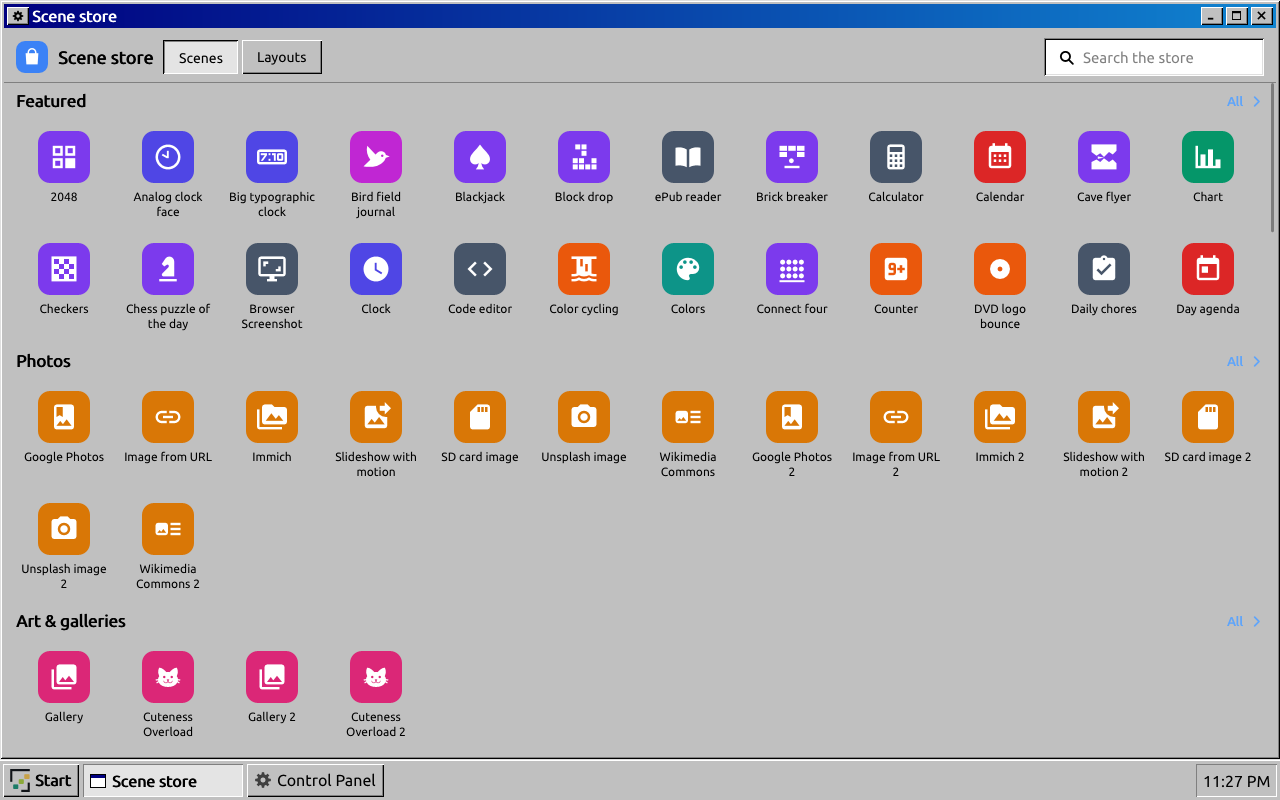 Scene store
Scene store
Scenes
Layouts
Search the store
Featured
All
2048
Analog clock
face
Big typographic
clock
7:10
Bird field
journal
Blackjack
Block drop
ePub reader
Brick breaker
Calculator
Calendar
Cave flyer
Chart
Checkers
Chess puzzle of
the day
Browser
Screenshot
Clock
Code editor
Color cycling
Colors
Connect four
9+
Counter
DVD logo
bounce
Daily chores
Day agenda
Photos
All
Google Photos
Image from URL
Immich
Slideshow with
motion
SD card image
Unsplash image
Wikimedia
Commons
Google Photos
2
Image from URL
2
Immich 2
Slideshow with
motion 2
SD card image 2
Unsplash image
2
Wikimedia
Commons 2
Art & galleries
All
Gallery
Cuteness
Overload
Gallery 2
Cuteness
Overload 2
Start
Scene store
Control Panel
11:27 PM